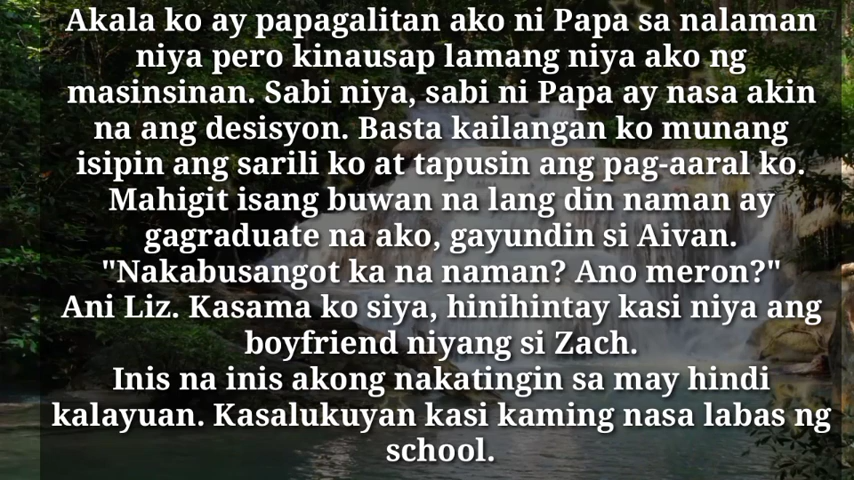 Akala ko ay papagalitan ako ni Papa sa nalaman
niya pero kinausap lamang niya ako ng
masinsinan. Sabi niya, sabi ni Papa ay nasa akin
na ang desisyon. Basta kailangan ko munang
isipin ang sarili ko at tapusin ang pag-aaral ko.
Mahigit isang buwan na lang din naman ay
gagraduate na ako, gayundin si Aivan.
"Nakabusangot ka na naman? Ano meron?"
Ani Liz. Kasama ko siya, hinihintay kasi niya ang
boyfriend niyang si Zach.
Inis na inis akong nakatingin sa may hindi
kalayuan. Kasalukuyan kasi kaming nasa labas ng
school.